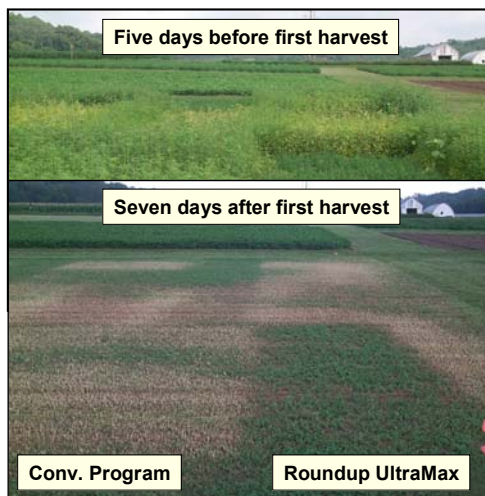 Five days before first harvest
Seven days after first harvest
Conv. Program
Roundup UltraMax